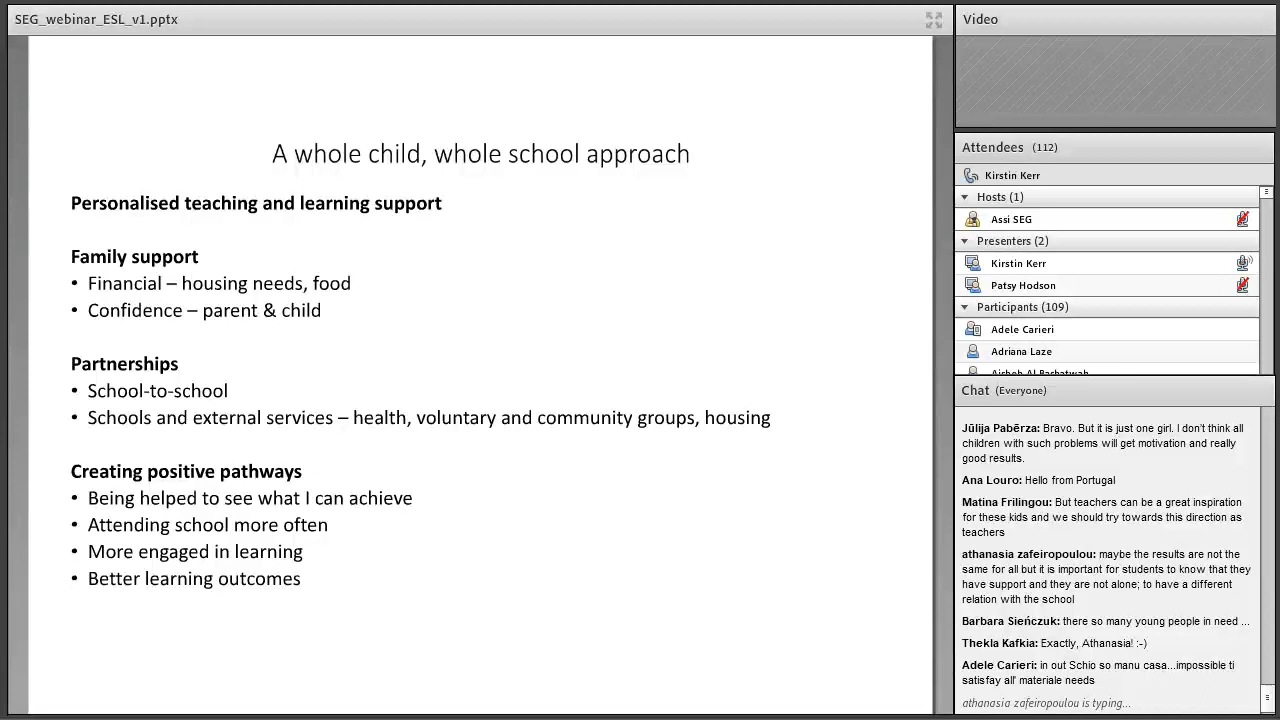 SEG_webinar_ESL_v1.pptx
A whole child, whole school approach
Personalised teaching and learning support
Family support
• Financial – housing needs, food
• Confidence – parent & child
Partnerships
• School-to-school
• Schools and external services – health, voluntary and community groups, housing
Creating positive pathways
• Being helped to see what I can achieve
• Attending school more often
• More engaged in learning
• Better learning outcomes
Video
Attendees (112)
Kirstin Kerr
Hosts (1)
Assi SEG
Presenters (2)
Kirstin Kerr
Patsy Hodson
Participants (109)
Adele Carieri
Adriana Laze
Chat (Everyone)
Jūlija Pabērza: Bravo. But it is just one girl. I don't think all
children with such problems will get motivation and really
good results.
Ana Louro: Hello from Portugal
Matina Frilingou: But teachers can be a great inspiration
for these kids and we should try towards this direction as
teachers
athanasia zafeiropoulou: maybe the results are not the
same for all but it is important for students to know that they
have support and they are not alone; to have a different
relation with the school
Barbara Sieńczuk: there so many young people in need ...
Thekla Kafkia: Exactly, Athanasia! :-)
Adele Carieri: in out Schio so manu casa...impossible ti
satisfay all' materiale needs
athanasia zafeiropoulou is typing...